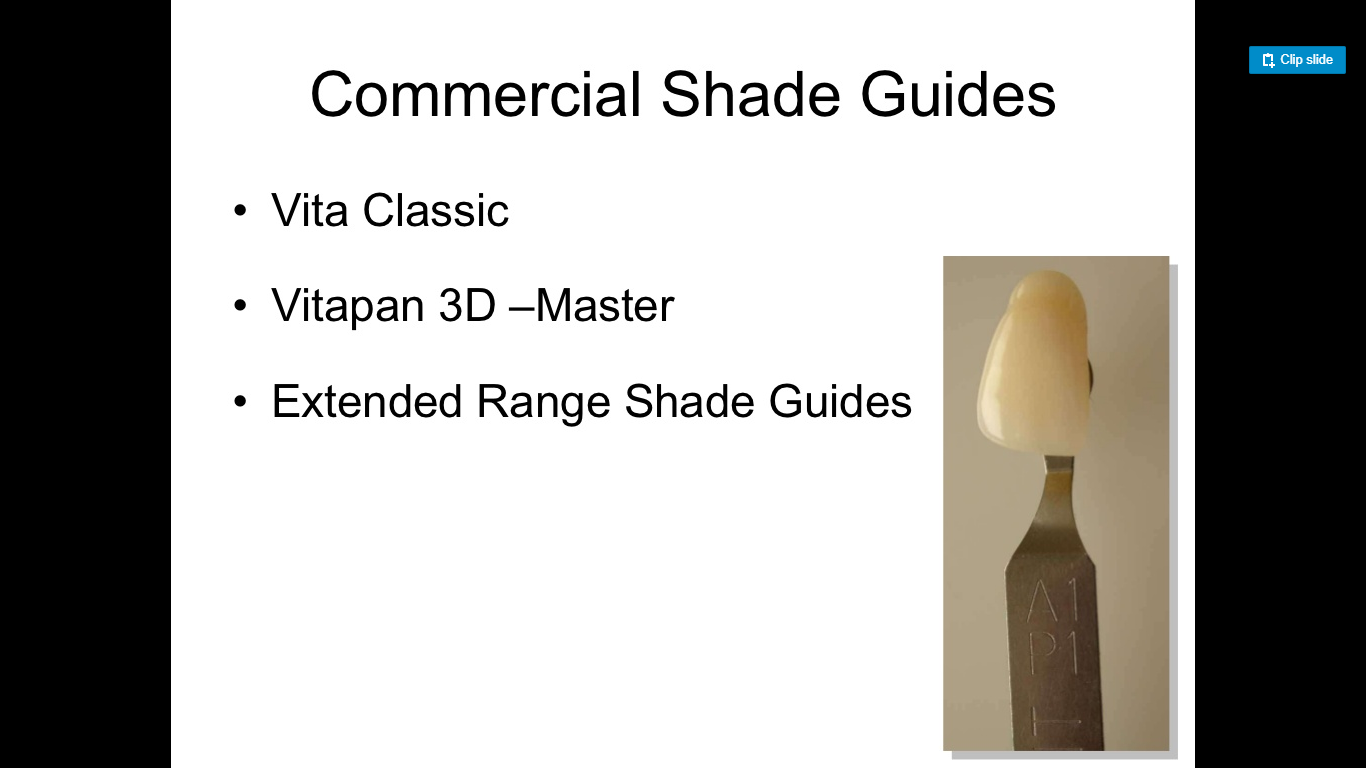 Commercial Shade Guides
Clip slide
• Vita Classic
• Vitapan 3D –Master
• Extended Range Shade Guides
A1
P1